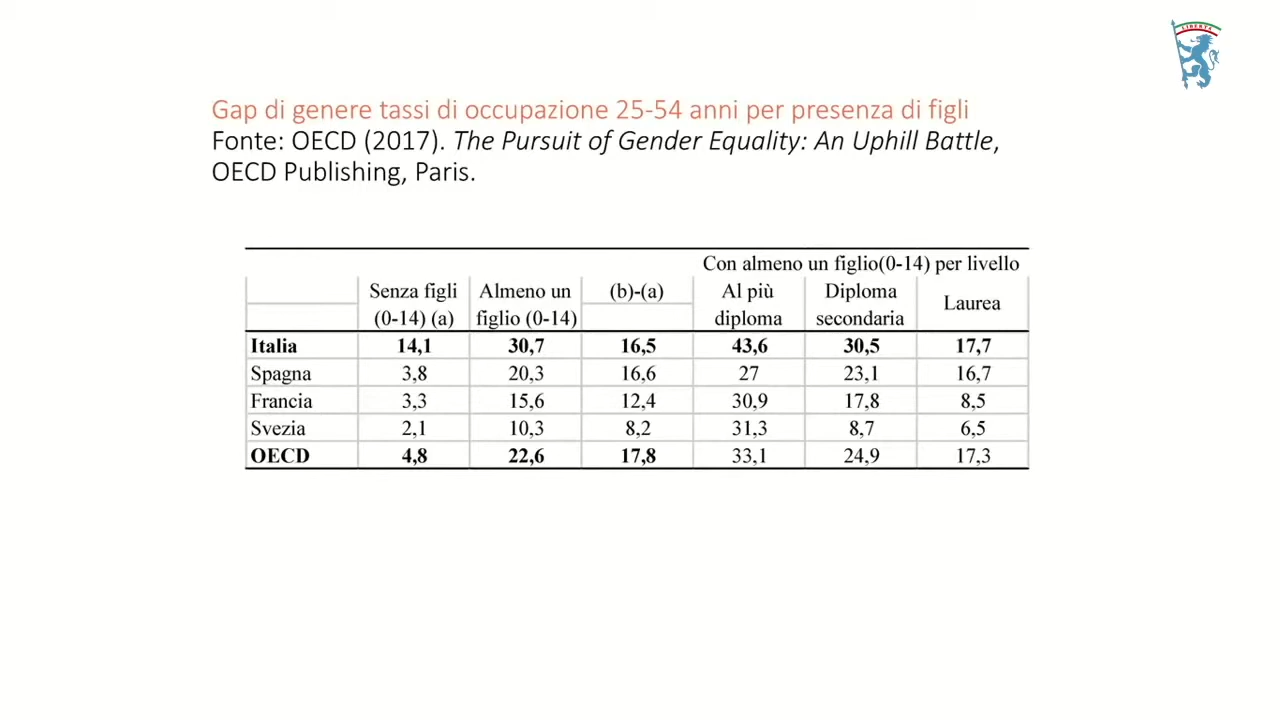 LIBERTÀ
Gap di genere tassi di occupazione 25-54 anni per presenza di figli
Fonte: OECD (2017). The Pursuit of Gender Equality: An Uphill Battle,
OECD Publishing, Paris.
Con almeno un figlio(0-14) per livello
Senza figli (0-14) (a) Almeno un figlio (0-14) (b)-(a) Al più diploma Diploma secondaria Laurea
Italia 14,1 30,7 16,5 43,6 30,5 17,7
Spagna 3,8 20,3 16,6 27 23,1 16,7
Francia 3,3 15,6 12,4 30,9 17,8 8,5
Svezia 2,1 10,3 8,2 31,3 8,7 6,5
OECD 4,8 22,6 17,8 33,1 24,9 17,3